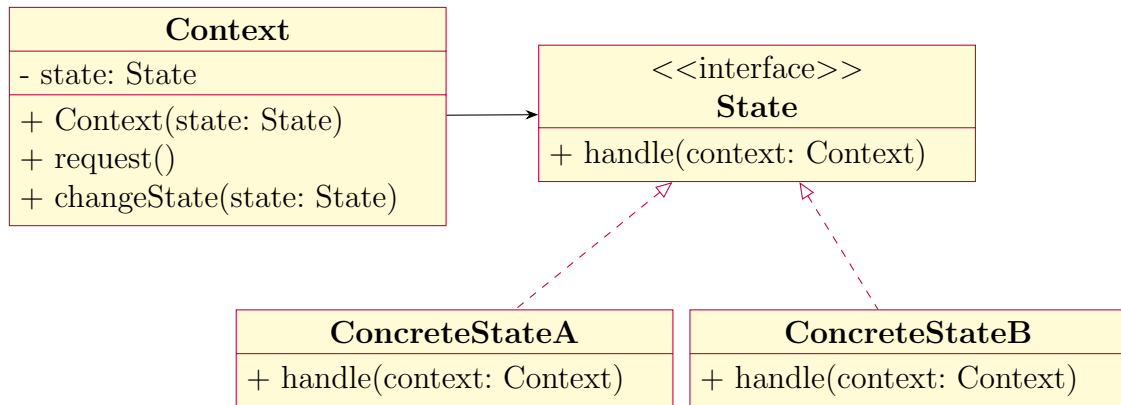 Context
- state: State
+ Context(state: State)
+ request()
+ changeState(state: State)
<<interface>>
State
+ handle(context: Context)
ConcreteStateA
+ handle(context: Context)
ConcreteStateB
+ handle(context: Context)